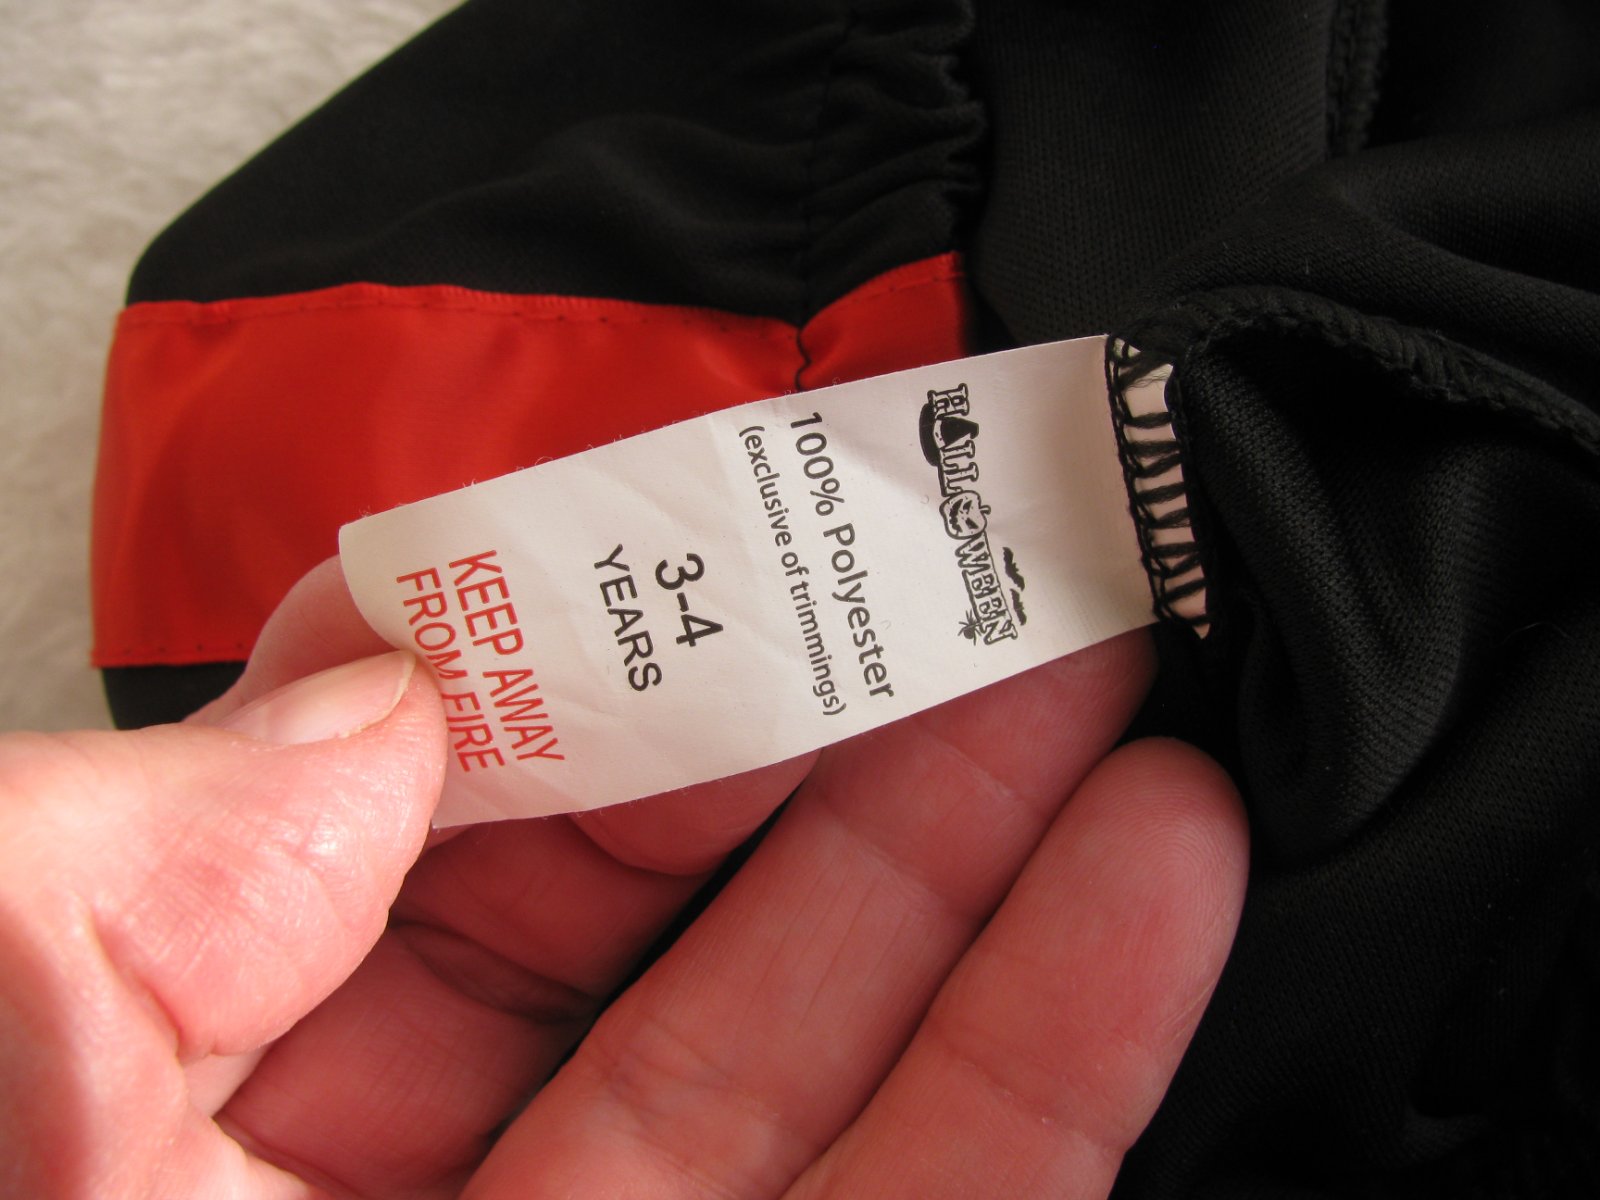 HALLOWEEN
100% Polyester
(exclusive of trimmings)
3-4
YEARS
KEEP AWAY
FROM FIRE